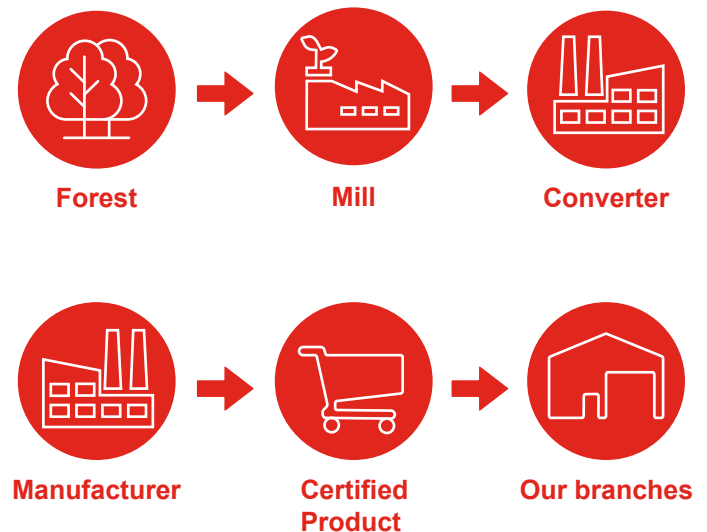 Forest
Mill
Converter
Manufacturer
Certified
Product
Our branches